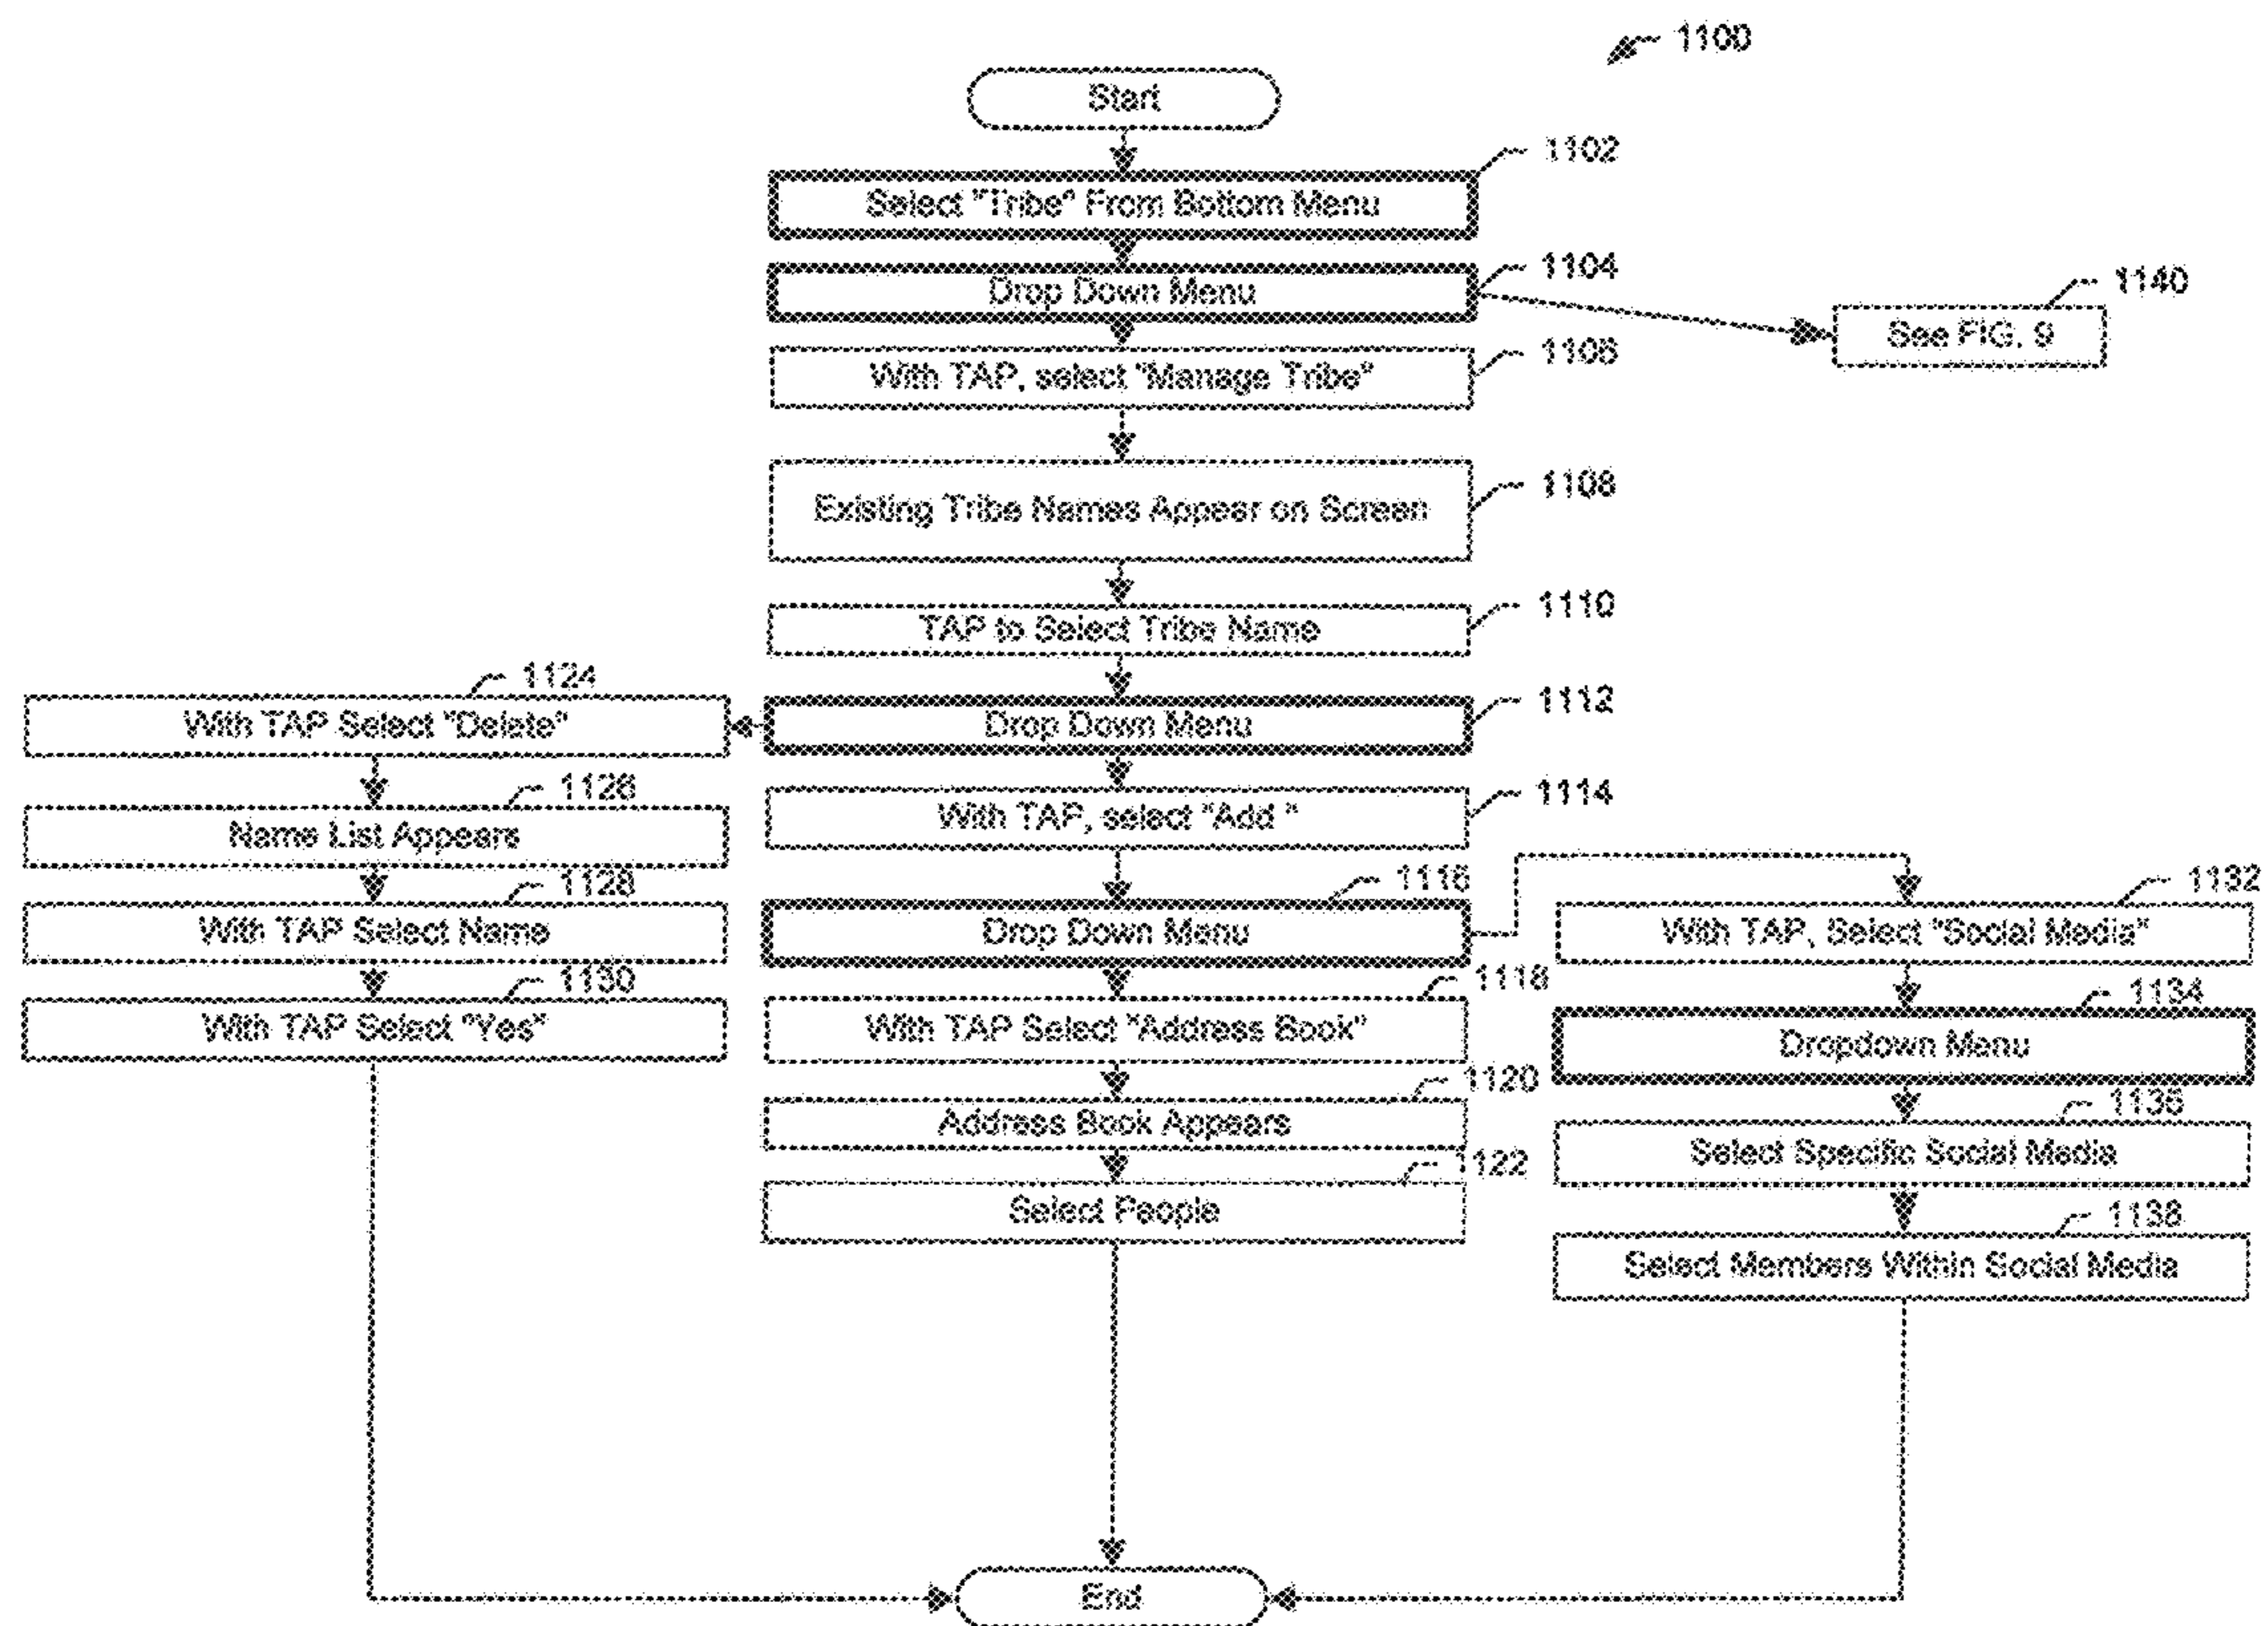 1100
Start
1102
Select "Tribe" From Bottom Menu
1104
Drop Down Menu
1140
See FIG. 9
1106
With TAP, select "Manage Tribe"
1108
Existing Tribe Names Appear on Screen
1110
TAP to Select Tribe Name
1124
With TAP Select "Delete"
1112
Drop Down Menu
1126
Name List Appears
1114
With TAP, select "Add "
1128
With TAP Select Name
1116
Drop Down Menu
1132
With TAP, Select "Social Media"
1130
With TAP Select "Yes"
1118
With TAP Select "Address Book"
1134
Dropdown Menu
1120
Address Book Appears
1136
Select Specific Social Media
1122
Select People
1138
Select Members Within Social Media
End